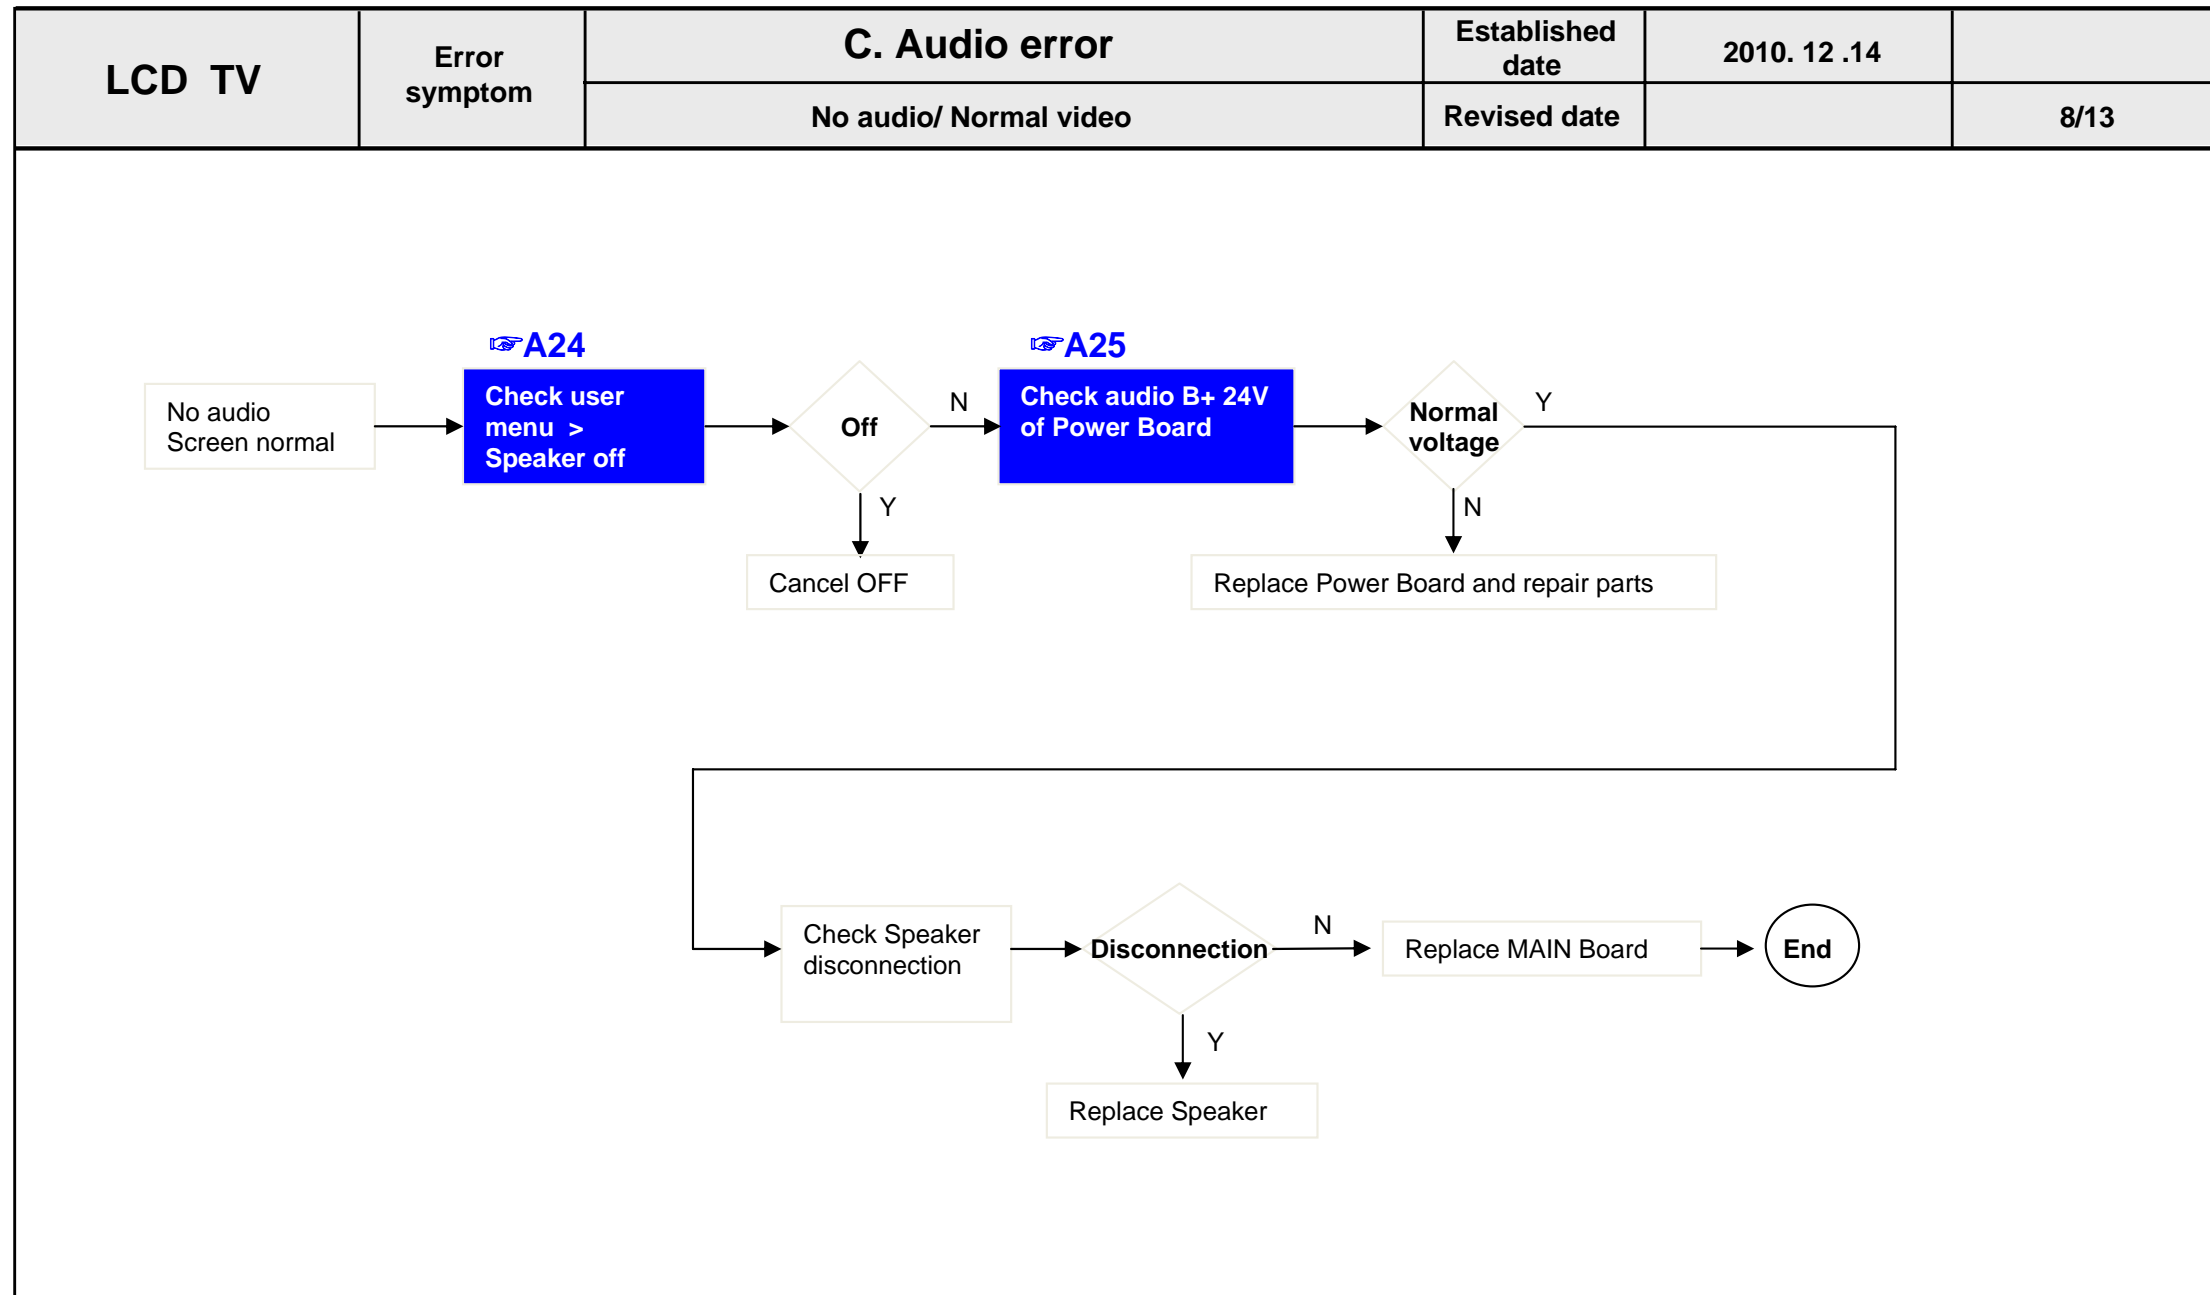 LCD  TV
Error
symptom
C. Audio error
No audio/ Normal video
Established
date
2010. 12 .14
Revised date
8/13
☞A24
☞A25
No audio
Screen normal
Check user
menu  >
Speaker off
Off
N
Y
Cancel OFF
Check audio B+ 24V
of Power Board
Normal
voltage
Y
N
Replace Power Board and repair parts
Check Speaker
disconnection
Disconnection
N
Y
Replace MAIN Board
End
Replace Speaker